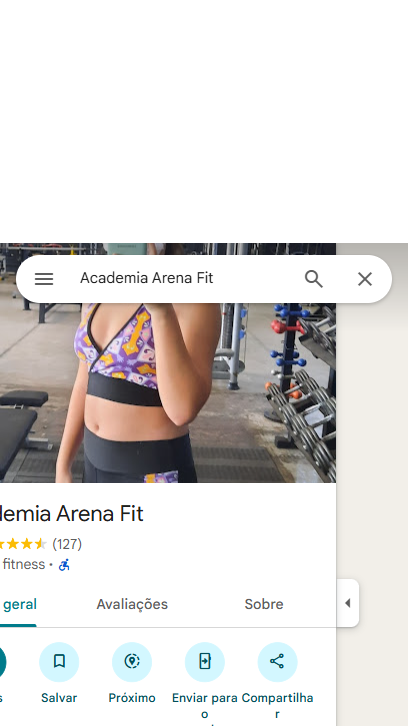 Academia Arena Fit
demia Arena Fit
(127)
fitness ·
geral Avaliações Sobre
s Salvar Próximo Enviar para o Compartilhar